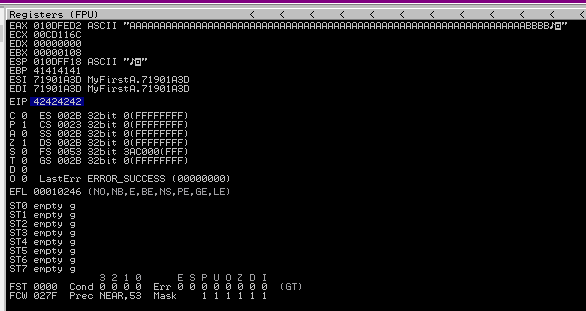 Registers (FPU) < < < < < < < < < < < <
EAX 010DFED2 ASCII "AAAAAAAAAAAAAAAAAAAAAAAAAAAAAAAAAAAAAAAAAAAAAAAAAAAAAAAAAAAAAAAABBBB♪◘"
ECX 00CD116C
EDX 00000000
EBX 00000108
ESP 010DFF18 ASCII "♪◘"
EBP 41414141
ESI 71901A3D MyFirstA.71901A3D
EDI 71901A3D MyFirstA.71901A3D
EIP 42424242
C 0 ES 002B 32bit 0(FFFFFFFF)
P 1 CS 0023 32bit 0(FFFFFFFF)
A 0 SS 002B 32bit 0(FFFFFFFF)
Z 1 DS 002B 32bit 0(FFFFFFFF)
S 0 FS 0053 32bit 3AC000(FFF)
T 0 GS 002B 32bit 0(FFFFFFFF)
D 0
O 0 LastErr ERROR_SUCCESS (00000000)
EFL 00010246 (NO,NB,E,BE,NS,PE,GE,LE)
ST0 empty g
ST1 empty g
ST2 empty g
ST3 empty g
ST4 empty g
ST5 empty g
ST6 empty g
ST7 empty g
3 2 1 0 E S P U O Z D I
FST 0000 Cond 0 0 0 0 Err 0 0 0 0 0 0 0 0 (GT)
FCW 027F Prec NEAR,53 Mask 1 1 1 1 1 1